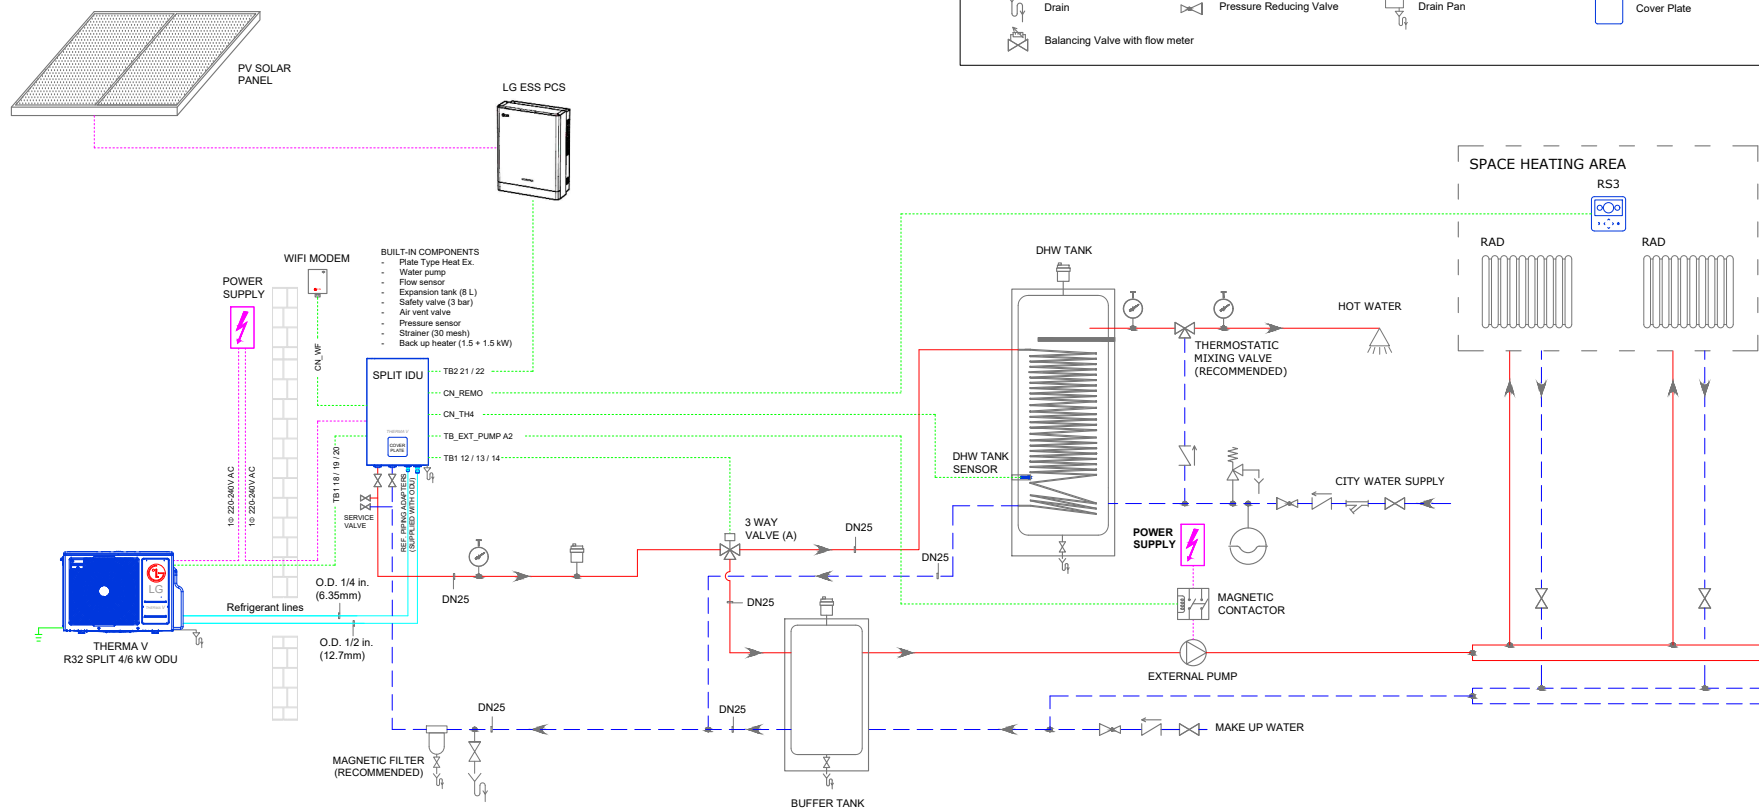 Drain
Pressure Reducing Valve
Drain Pan
Cover Plate
Balancing Valve with flow meter
PV SOLAR
PANEL
LG ESS PCS
SPACE HEATING AREA
RS3
RAD
RAD
BUILT-IN COMPONENTS
- Plate Type Heat Ex.
- Water pump
- Flow sensor
- Expansion tank (8 L)
- Safety valve (3 bar)
- Air vent valve
- Pressure sensor
- Strainer (30 mesh)
- Back up heater (1.5 + 1.5 kW)
WIFI MODEM
POWER
SUPPLY
CN_WF
DHW TANK
HOT WATER
THERMOSTATIC
MIXING VALVE
(RECOMMENDED)
SPLIT IDU
THERMA V
COVER
PLATE
TB2 21 / 22
CN_REMO
CN_TH4
TB_EXT_PUMP A2
TB1 12 / 13 / 14
DHW TANK
SENSOR
CITY WATER SUPPLY
1Φ 220-240V AC
1Φ 220-240V AC
TB1 18 / 19 / 20
REF. PIPING ADAPTERS
(SUPPLIED WITH ODU)
SERVICE
VALVE
3 WAY
VALVE (A)
DN25
DN25
POWER
SUPPLY
LG
THERMA V
O.D. 1/4 in.
(6.35mm)
Refrigerant lines
O.D. 1/2 in.
(12.7mm)
DN25
DN25
MAGNETIC
CONTACTOR
THERMA V
R32 SPLIT 4/6 kW ODU
EXTERNAL PUMP
DN25
DN25
MAKE UP WATER
MAGNETIC FILTER
(RECOMMENDED)
BUFFER TANK